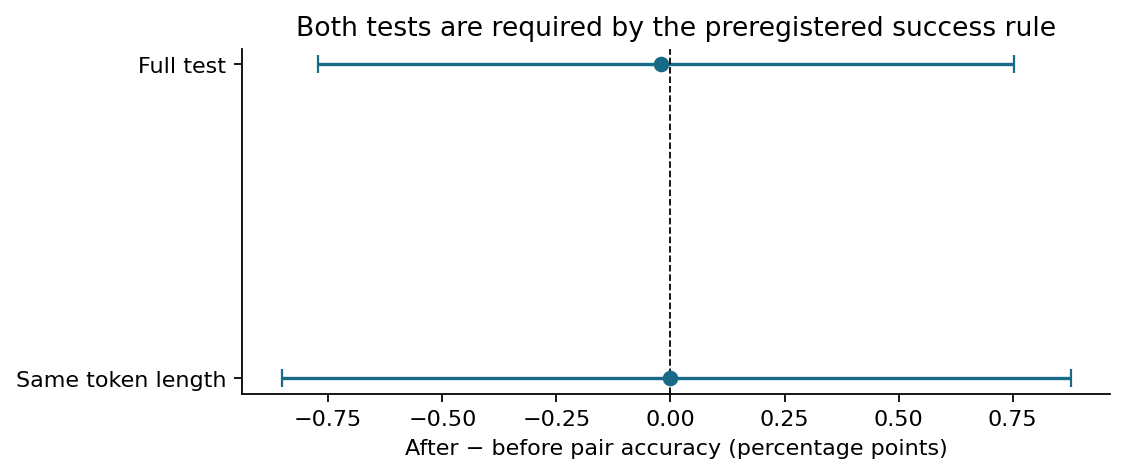 Both tests are required by the preregistered success rule
Full test
Same token length
−0.75 −0.50 −0.25 0.00 0.25 0.50 0.75
After − before pair accuracy (percentage points)